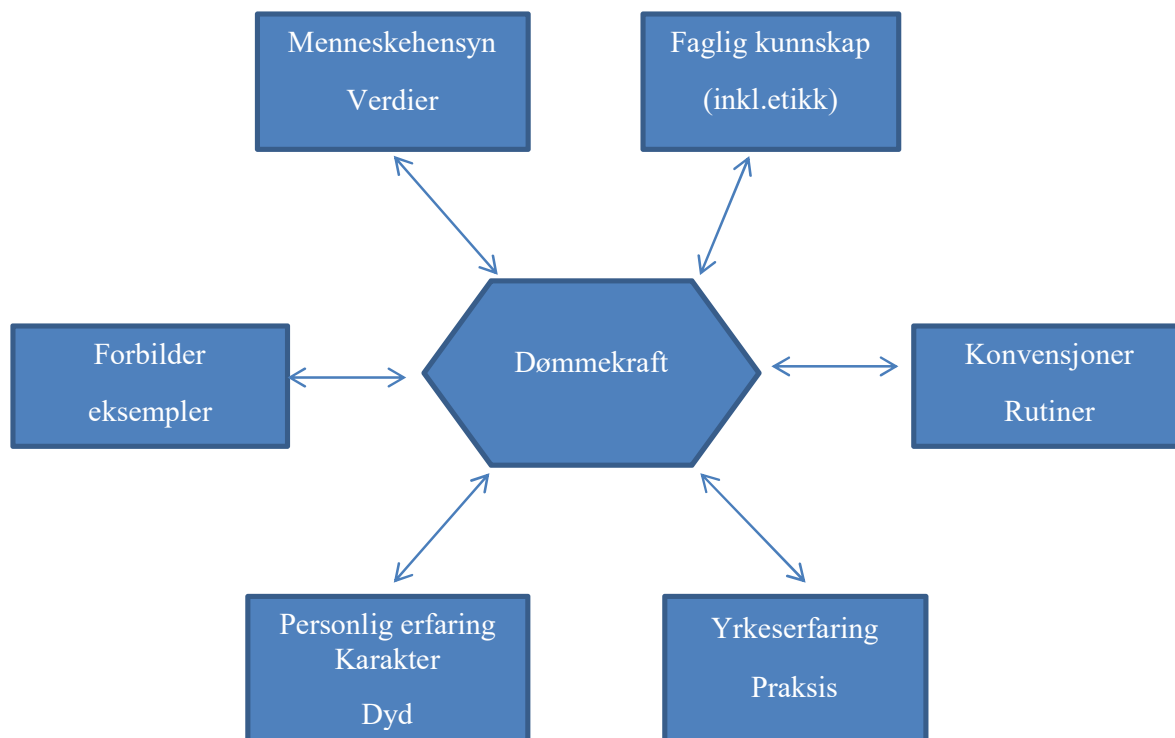 Menneskehensyn
Verdier
Faglig kunnskap
(inkl.etikk)
Forbilder
eksempler
Dømmekraft
Konvensjoner
Rutiner
Personlig erfaring
Karakter
Dyd
Yrkeserfaring
Praksis